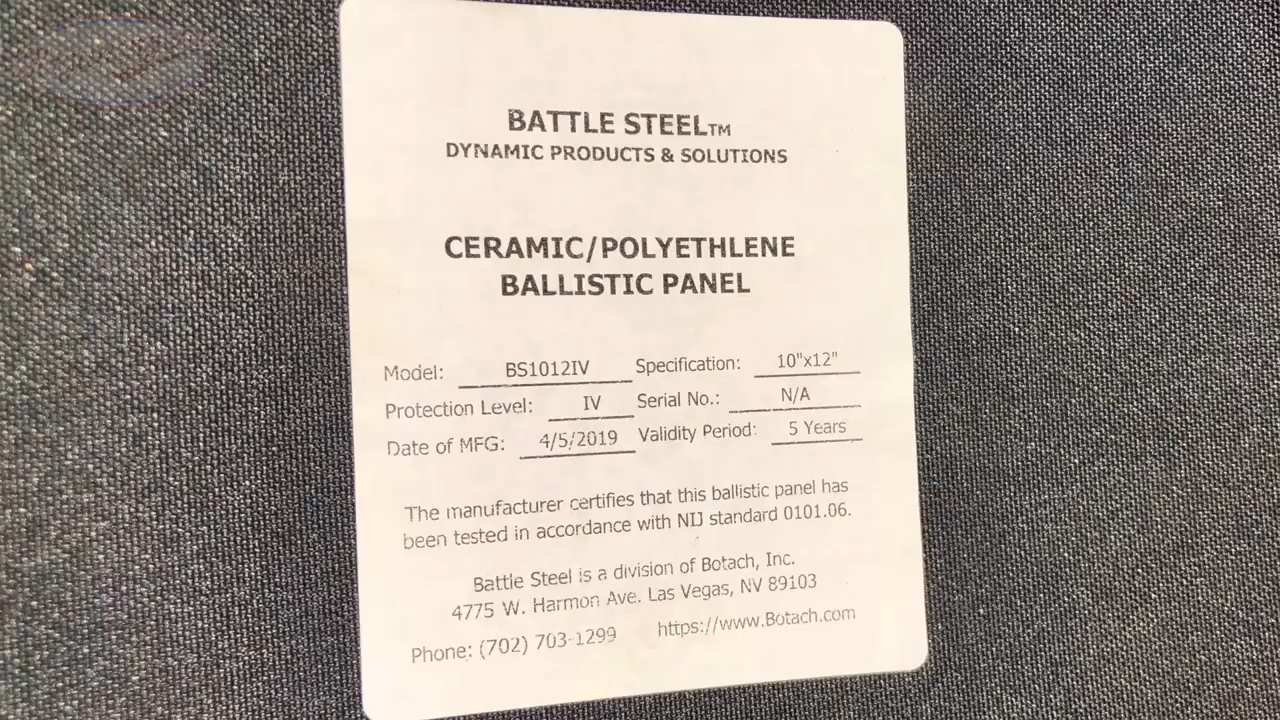 BATTLE STEEL™
DYNAMIC PRODUCTS & SOLUTIONS
CERAMIC/POLYETHLENE
BALLISTIC PANEL
Model: BS1012IV Specification: 10"x12"
Protection Level: IV Serial No.: N/A
Date of MFG: 4/5/2019 Validity Period: 5 Years
The manufacturer certifies that this ballistic panel has
been tested in accordance with NIJ standard 0101.06.
Battle Steel is a division of Botach, Inc.
4775 W. Harmon Ave. Las Vegas, NV 89103
Phone: (702) 703-1299 https://www.Botach.com